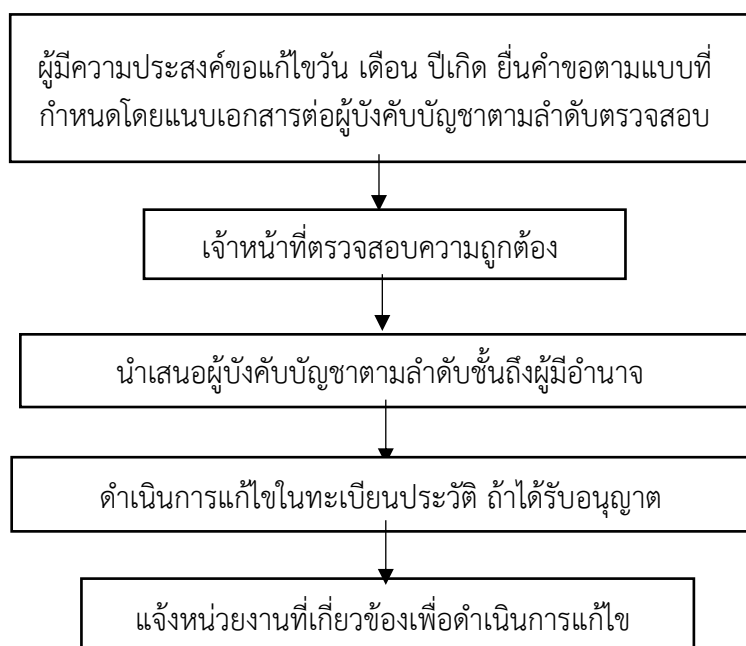 ผู้มีความประสงค์ขอแก้ไขวัน เดือน ปีเกิด ยื่นคำขอตามแบบที่
กำหนดโดยแนบเอกสารต่อผู้บังคับบัญชาตามลำดับตรวจสอบ
เจ้าหน้าที่ตรวจสอบความถูกต้อง
นำเสนอผู้บังคับบัญชาตามลำดับชั้นถึงผู้มีอำนาจ
ดำเนินการแก้ไขในทะเบียนประวัติ ถ้าได้รับอนุญาต
แจ้งหน่วยงานที่เกี่ยวข้องเพื่อดำเนินการแก้ไข